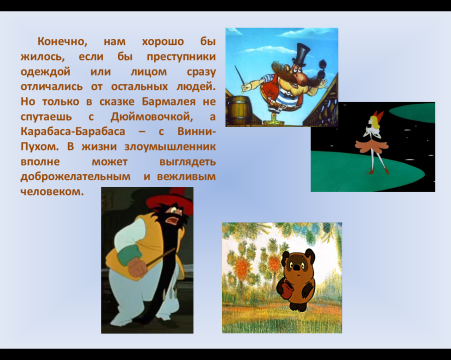 Конечно, нам хорошо бы
жилось, если бы преступники
одеждой или лицом сразу
отличались от остальных людей.
Но только в сказке Бармалея не
спутаешь с Дюймовочкой, а
Карабаса-Барабаса – с Винни-
Пухом. В жизни злоумышленник
вполне может выглядеть
доброжелательным и вежливым
человеком.